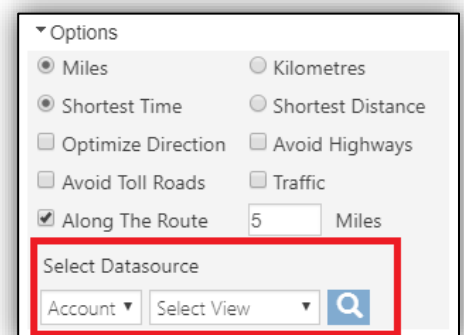 Options
Miles Kilometres
Shortest Time Shortest Distance
Optimize Direction Avoid Highways
Avoid Toll Roads Traffic
Along The Route 5 Miles
Select Datasource
Account Select View